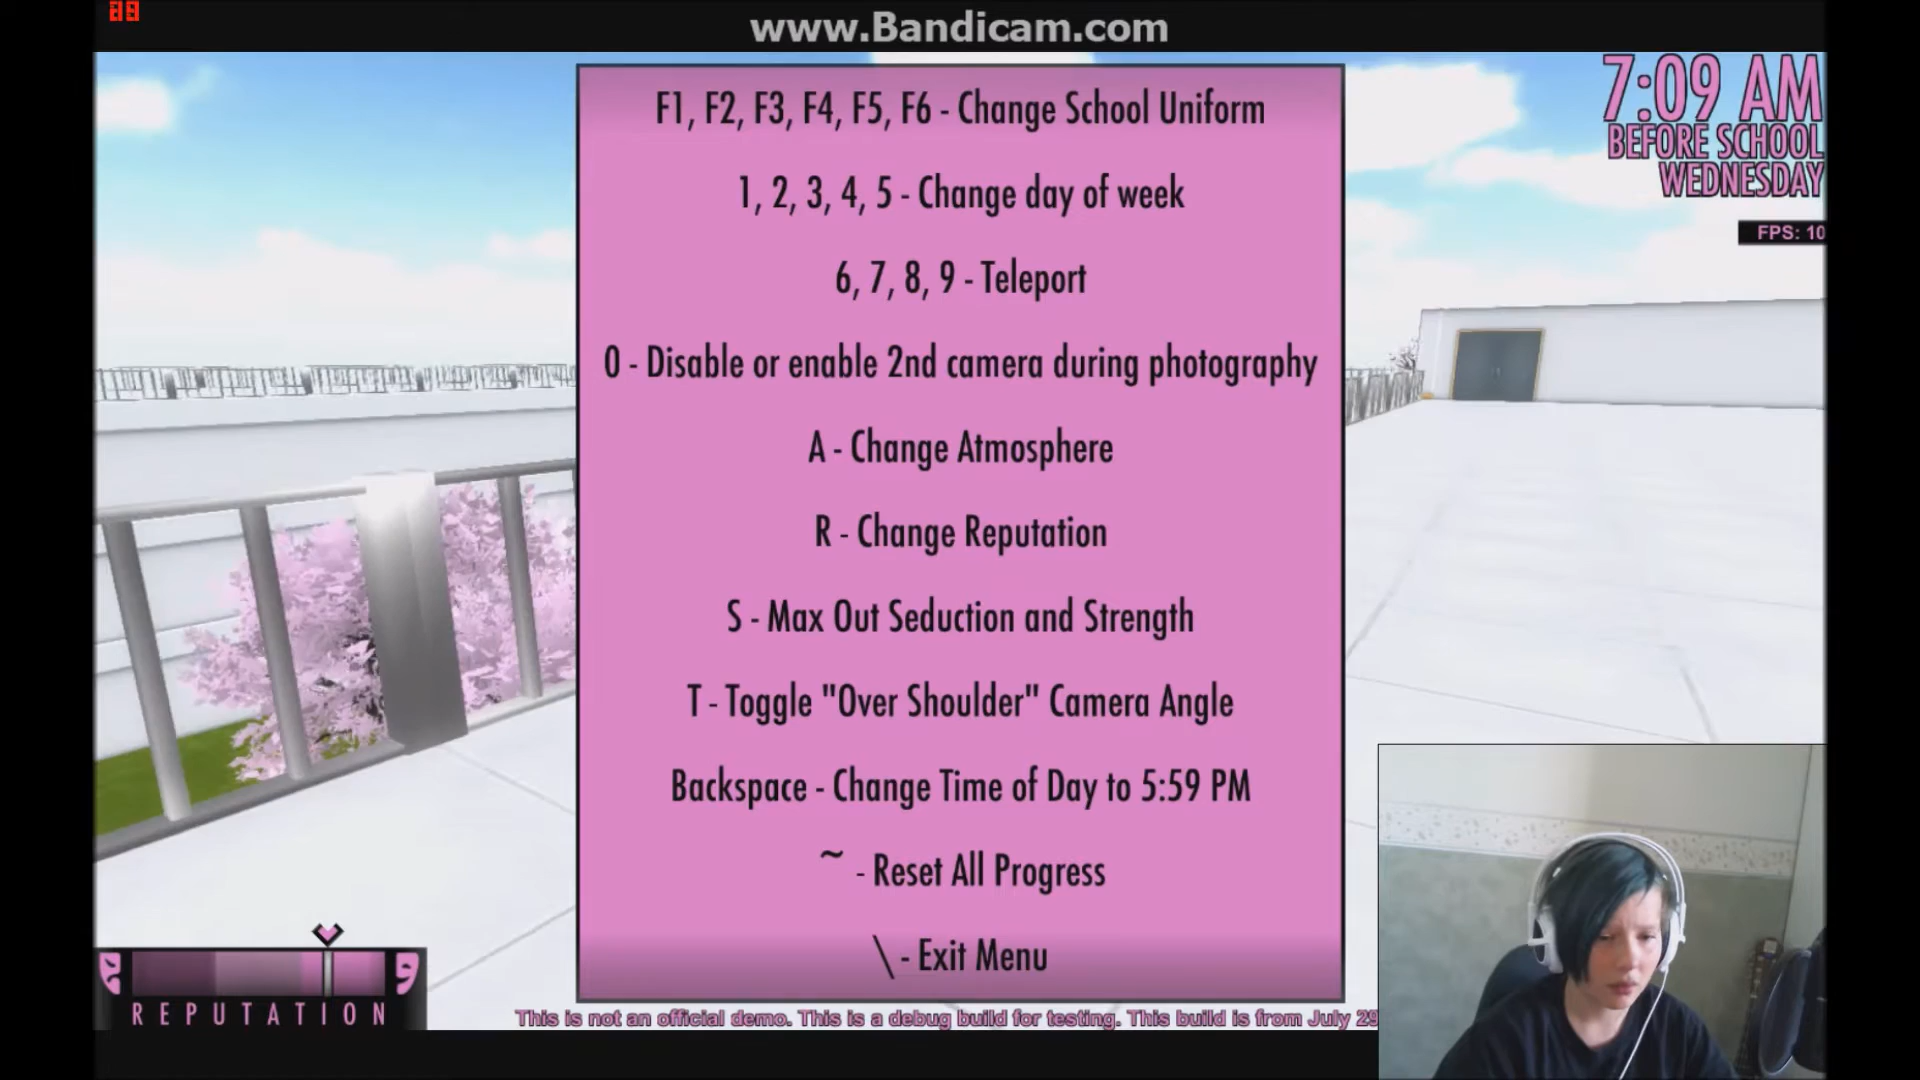 29
www.Bandicam.com
7:09 AM
BEFORE SCHOOL
WEDNESDAY
FPS: 10
F1, F2, F3, F4, F5, F6 - Change School Uniform
1, 2, 3, 4, 5 - Change day of week
6, 7, 8, 9 - Teleport
0 - Disable or enable 2nd camera during photography
A - Change Atmosphere
R - Change Reputation
S - Max Out Seduction and Strength
T - Toggle "Over Shoulder" Camera Angle
Backspace - Change Time of Day to 5:59 PM
~ - Reset All Progress
\ - Exit Menu
REPUTATION
This is not an official demo. This is a debug build for testing. This build is from July 29